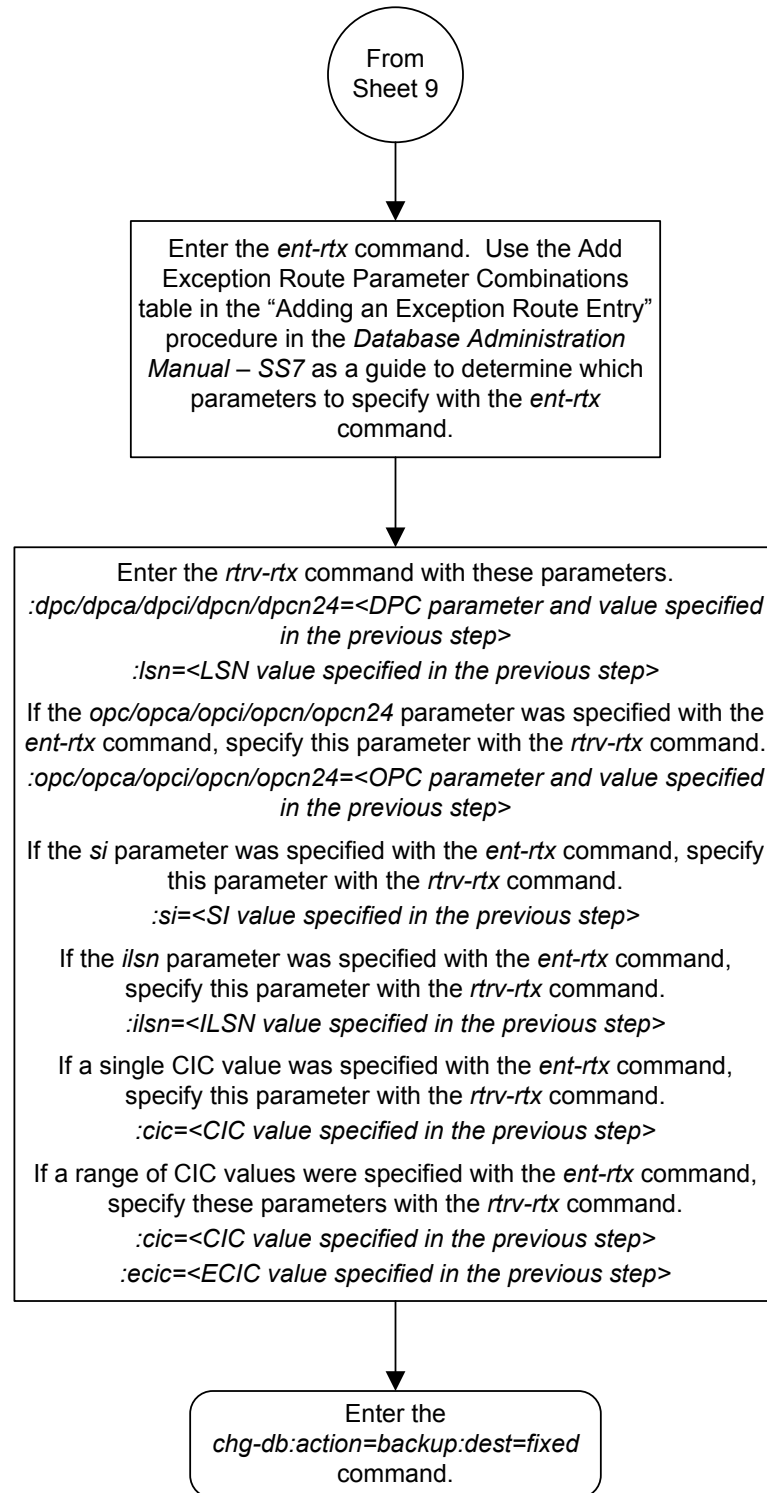 From
Sheet 9
Enter the ent-rtx command.  Use the Add
Exception Route Parameter Combinations
table in the “Adding an Exception Route Entry”
procedure in the Database Administration
Manual – SS7 as a guide to determine which
parameters to specify with the ent-rtx
command.
Enter the rtrv-rtx command with these parameters.
:dpc/dpca/dpci/dpcn/dpcn24=<DPC parameter and value specified
in the previous step>
:lsn=<LSN value specified in the previous step>
If the opc/opca/opci/opcn/opcn24 parameter was specified with the
ent-rtx command, specify this parameter with the rtrv-rtx command.
:opc/opca/opci/opcn/opcn24=<OPC parameter and value specified
in the previous step>
If the si parameter was specified with the ent-rtx command, specify
this parameter with the rtrv-rtx command.
:si=<SI value specified in the previous step>
If the ilsn parameter was specified with the ent-rtx command,
specify this parameter with the rtrv-rtx command.
:ilsn=<ILSN value specified in the previous step>
If a single CIC value was specified with the ent-rtx command,
specify this parameter with the rtrv-rtx command.
:cic=<CIC value specified in the previous step>
If a range of CIC values were specified with the ent-rtx command,
specify these parameters with the rtrv-rtx command.
:cic=<CIC value specified in the previous step>
:ecic=<ECIC value specified in the previous step>
Enter the
chg-db:action=backup:dest=fixed
command.